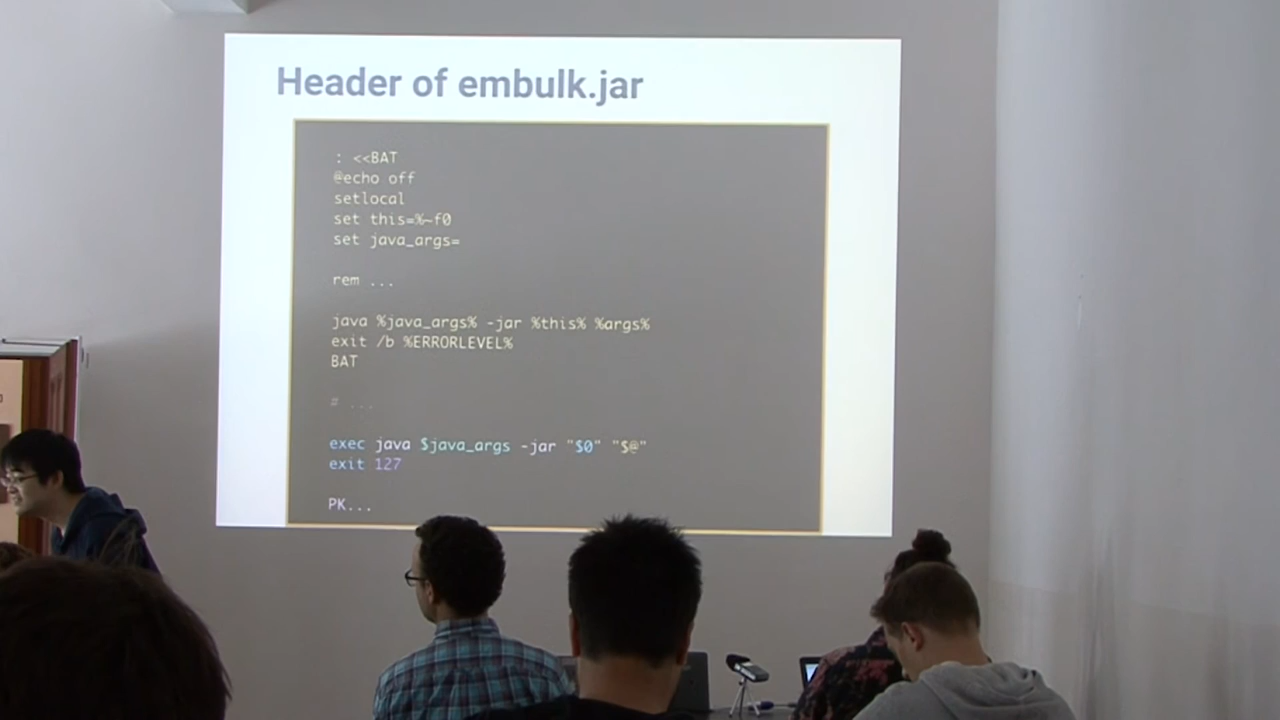 Header of embulk.jar
: <<BAT
@echo off
setlocal
set this=%~f0
set java_args=
rem ...
java %java_args% -jar %this% %args%
exit /b %ERRORLEVEL%
BAT
# ...
exec java $java_args -jar "$0" "$@"
exit 127
PK...